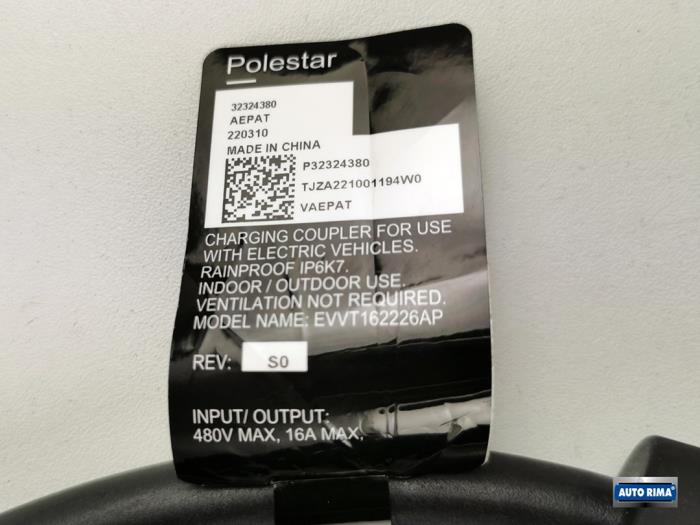 Polestar
32324380
AEPAT
220310
MADE IN CHINA
P32324380
TJZA221001194W0
VAEPAT
CHARGING COUPLER FOR USE
WITH ELECTRIC VEHICLES.
RAINPROOF IP6K7.
INDOOR / OUTDOOR USE.
VENTILATION NOT REQUIRED.
MODEL NAME: EVVT162226AP
REV: S0
INPUT/ OUTPUT:
480V MAX, 16A MAX.
AUTO RIMA